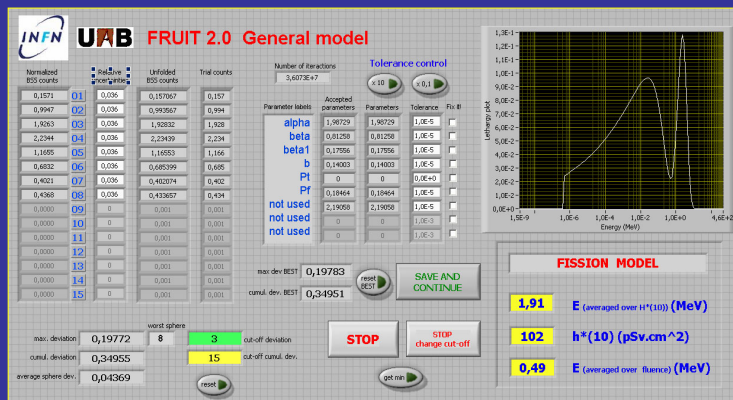 INFN UAB FRUIT 2.0 General model
Number of iteractions
3,6073E+7
Tolerance control
x 10 x 0,1
Normalized BSS counts
Unfolded BSS counts
Trial counts
0,1571 01 0,036 0,157067 0,157
0,9947 02 0,036 0,993567 0,994
1,9263 03 0,036 1,92832 1,928
2,2344 04 0,036 2,23439 2,234
1,1655 05 0,036 1,16553 1,166
0,6832 06 0,036 0,685399 0,685
0,4021 07 0,036 0,402074 0,402
0,4368 08 0,036 0,433657 0,434
0,0000 09 0 0,001 0,001
0,0000 10 0 0,001 0,001
0,0000 11 0 0,001 0,001
0,0000 12 0 0,001 0,001
0,0000 13 0 0,001 0,001
0,0000 14 0 0,001 0,001
0,0000 15 0 0,001 0,001
Parameter labels Accepted parameters Parameters Tolerance Fix it!
alpha 1,98729 1,98729 1,0E-5
beta 0,81258 0,81258 1,0E-5
beta1 0,17556 0,17556 1,0E-5
b 0,14003 0,14003 1,0E-5
Pt 0 0 0,0E+0
Pf 0,18464 0,18464 1,0E-5
not used 2,19058 2,19058 1,0E-5
not used 0 0 1,0E-3
not used 0 0 1,0E-3
Lethargy plot
1,3E-1
1,2E-1
1,1E-1
1,0E-1
9,0E-2
8,0E-2
7,0E-2
6,0E-2
5,0E-2
4,0E-2
3,0E-2
2,0E-2
1,0E-2
0,0E+0
1,5E-9 1,0E-6 1,0E-4 1,0E-2 1,0E+0 4,6E+2
Energy (MeV)
max dev BEST 0,19783
cumul. dev. BEST 0,34951
reset BEST
SAVE AND CONTINUE
FISSION MODEL
1,91 E (averaged over H*(10)) (MeV)
102 h*(10) (pSv.cm^2)
0,49 E (averaged over fluence) (MeV)
worst sphere
max. deviation 0,19772 8 3 cut-off deviation
cumul. deviation 0,34955 15 cut-off cumul. dev.
average sphere dev. 0,04369
reset
STOP
STOP change cut-off
get min